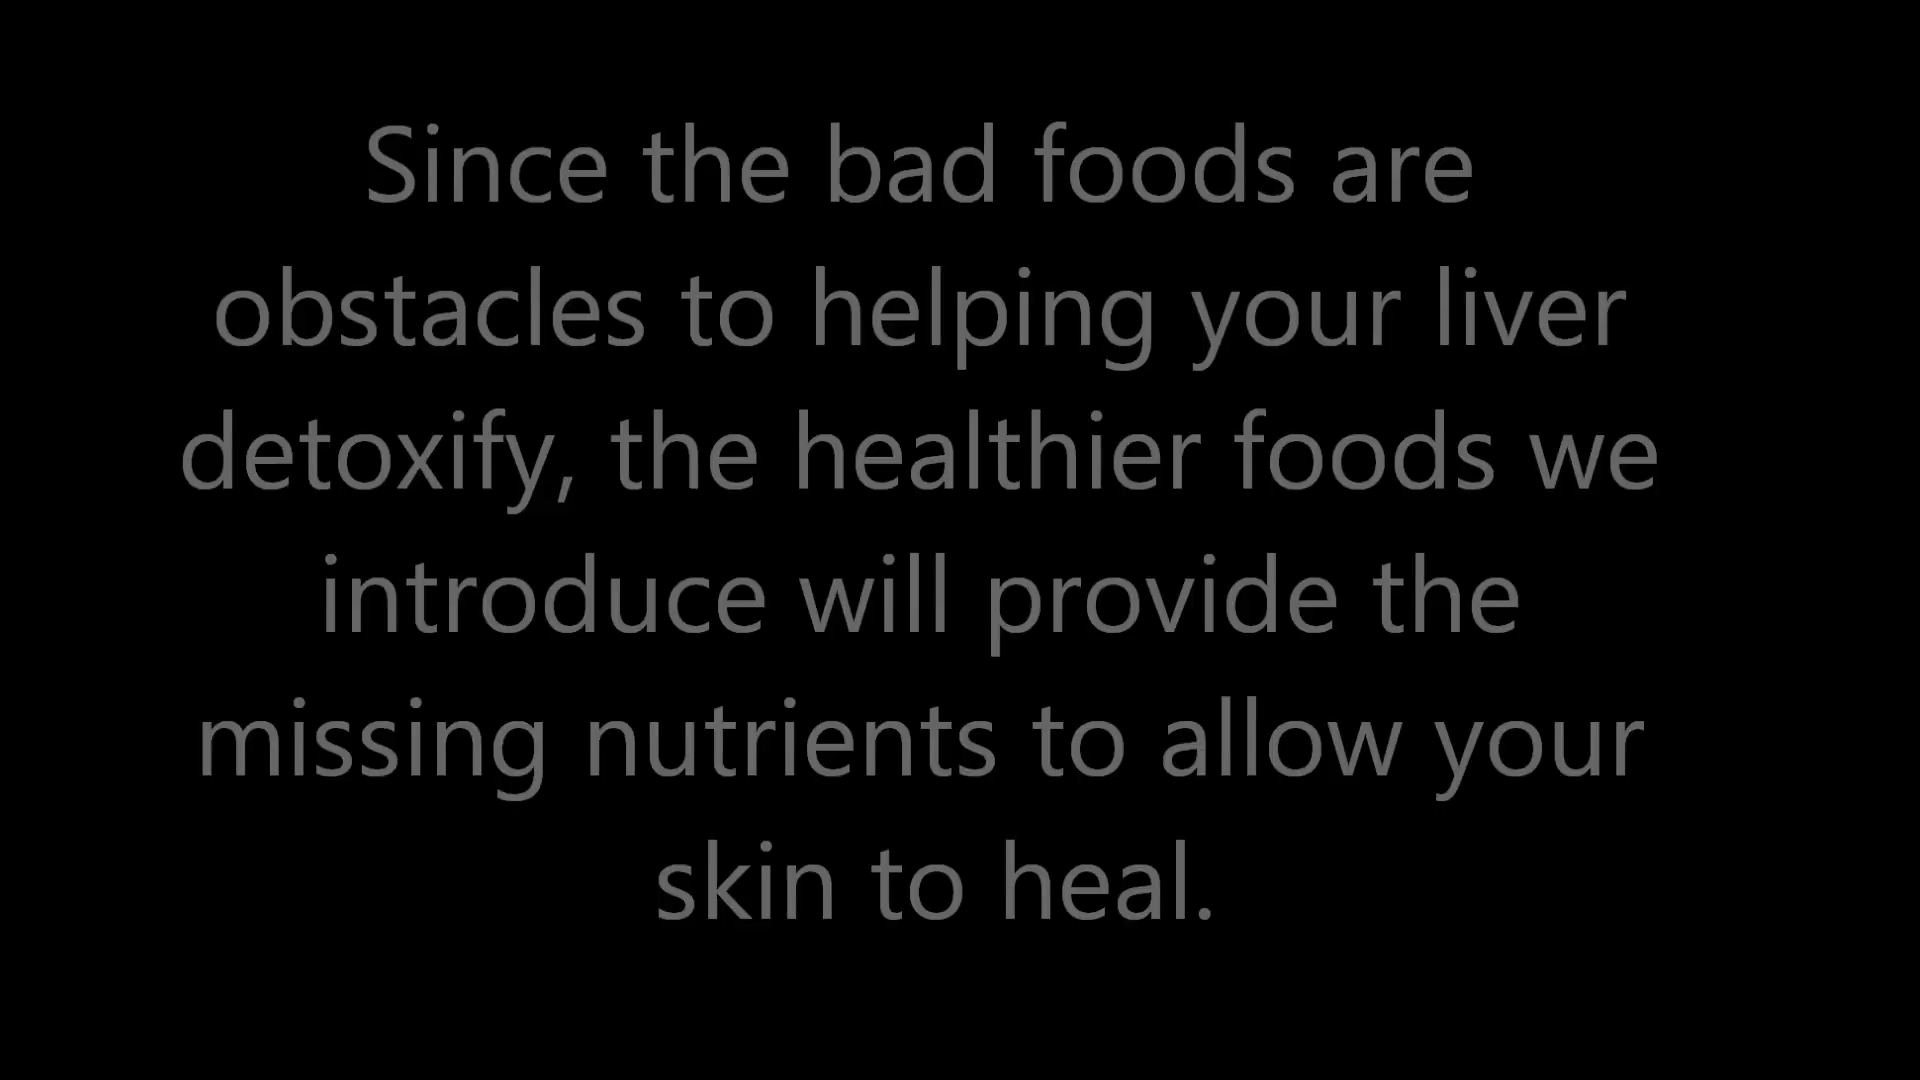 Since the bad foods are
obstacles to helping your liver
detoxify, the healthier foods we
introduce will provide the
missing nutrients to allow your
skin to heal.